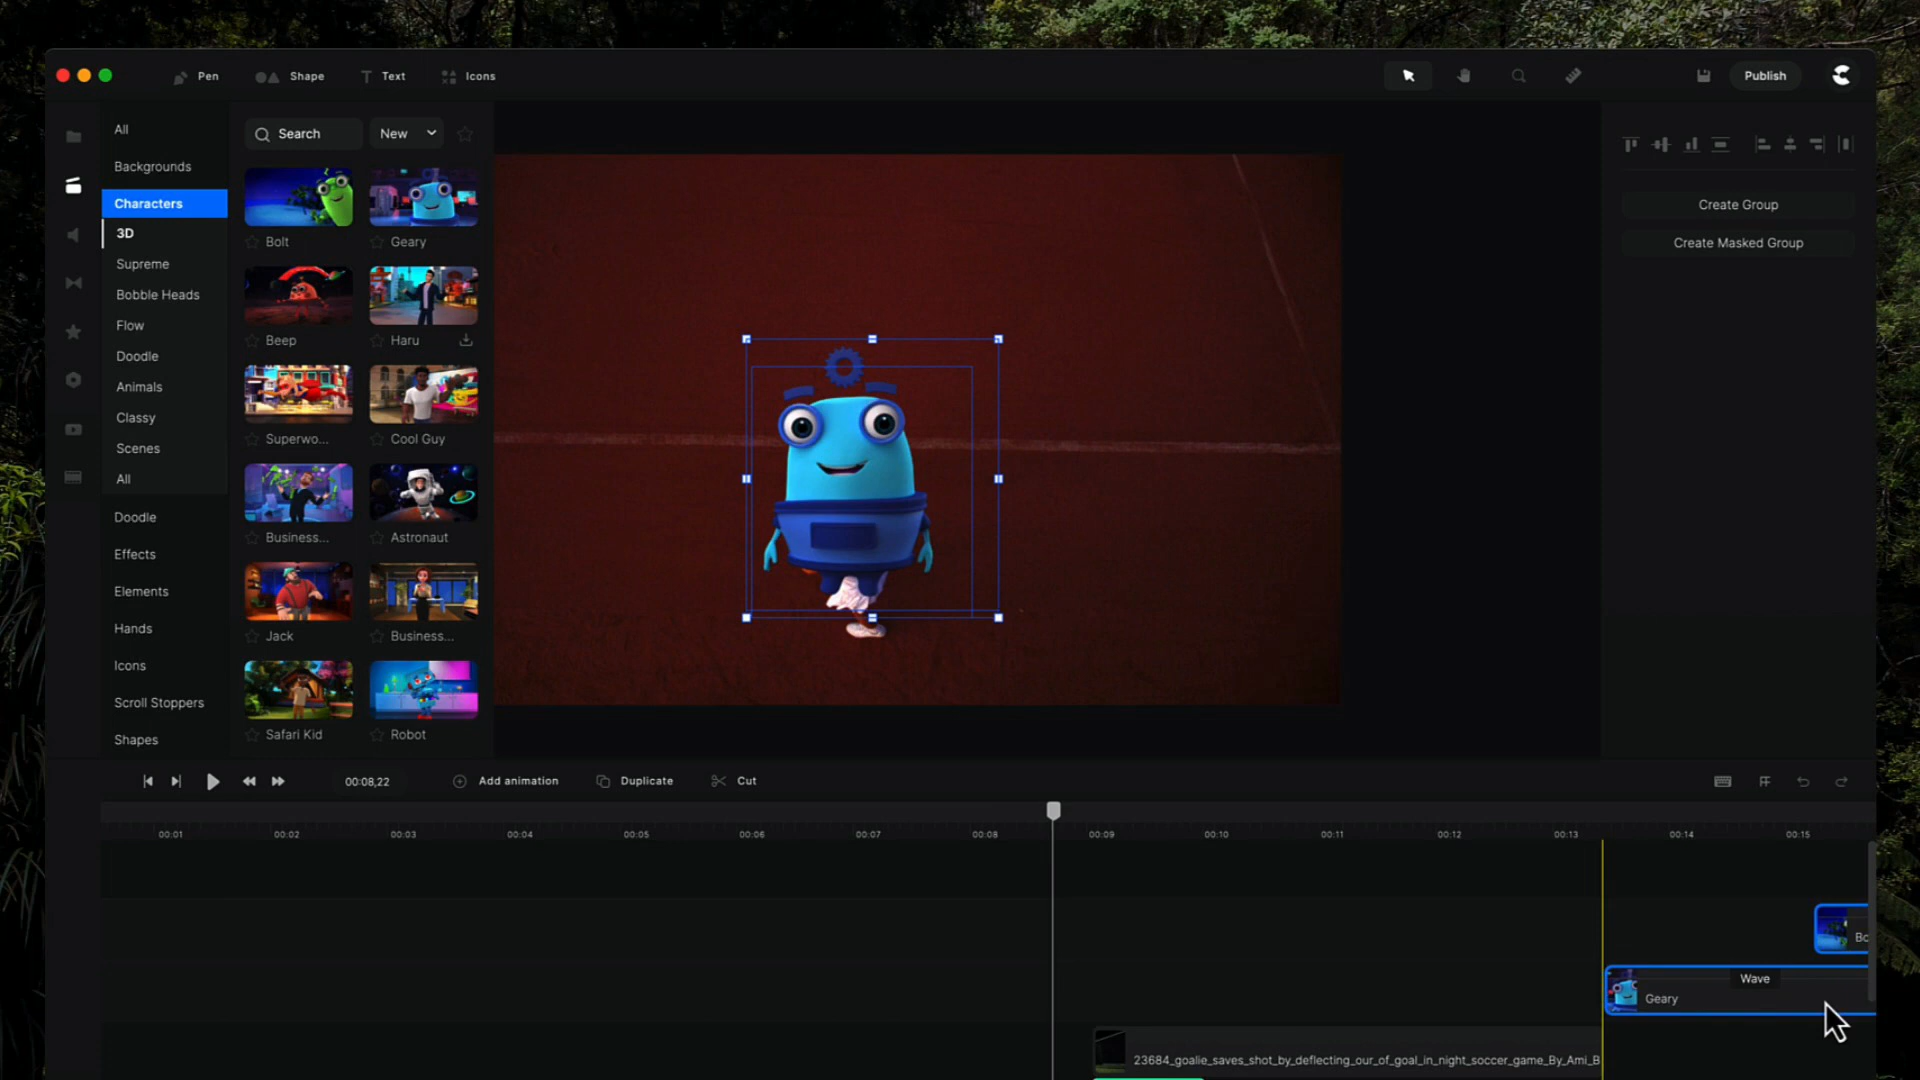 Pen
Shape
Text
Icons
Publish
All
Backgrounds
Characters
3D
Supreme
Bobble Heads
Flow
Doodle
Animals
Classy
Scenes
All
Doodle
Effects
Elements
Hands
Icons
Scroll Stoppers
Shapes
Search
New
Bolt
Geary
Beep
Haru
Superwo...
Cool Guy
Business...
Astronaut
Jack
Business...
Safari Kid
Robot
Create Group
Create Masked Group
00:08,22
Add animation
Duplicate
Cut
00:01
00:02
00:03
00:04
00:05
00:06
00:07
00:08
00:09
00:10
00:11
00:12
00:13
00:14
00:15
Bo
Wave
Geary
23684_goalie_saves_shot_by_deflecting_our_of_goal_in_night_soccer_game_By_Ami_B